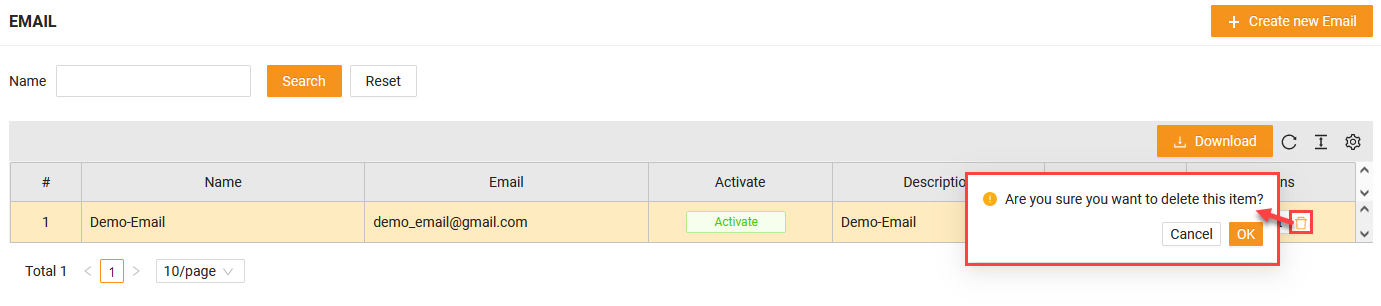 EMAIL
+ Create new Email
Name
Search
Reset
Download
# Name Email Activate Descriptio ns
1 Demo-Email demo_email@gmail.com Activate Demo-Email
Are you sure you want to delete this item?
Cancel OK
Total 1 < 1 > 10/page